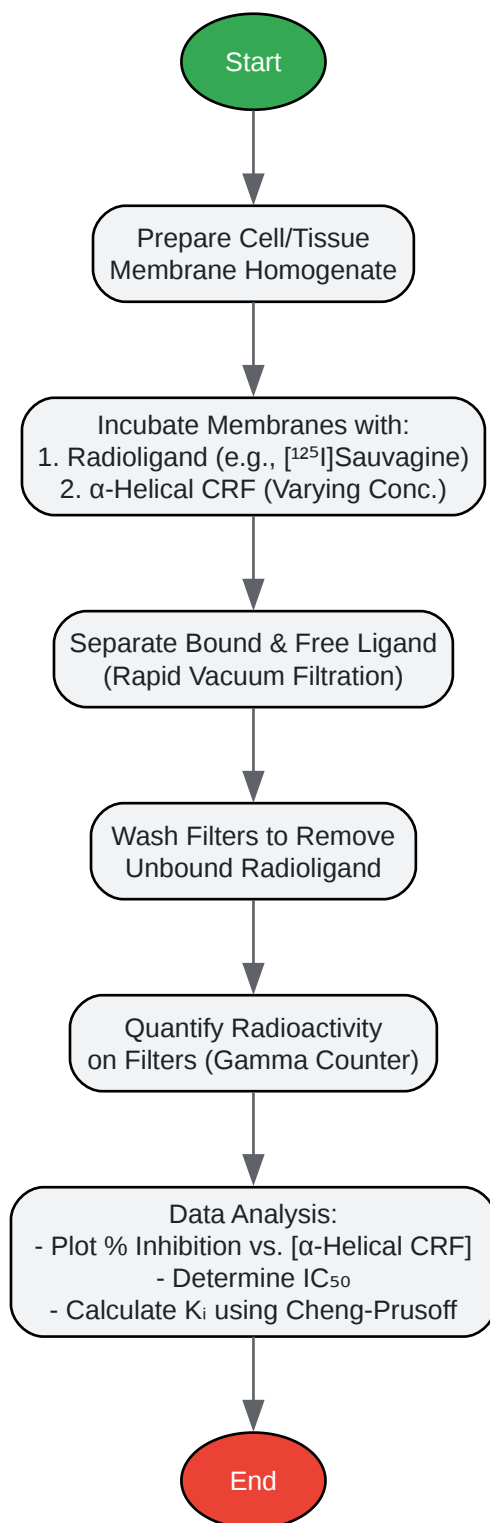 Start
Prepare Cell/Tissue
Membrane Homogenate
Incubate Membranes with:
1. Radioligand (e.g., [¹²⁵I]Sauvagine)
2. α-Helical CRF (Varying Conc.)
Separate Bound & Free Ligand
(Rapid Vacuum Filtration)
Wash Filters to Remove
Unbound Radioligand
Quantify Radioactivity
on Filters (Gamma Counter)
Data Analysis:
- Plot % Inhibition vs. [α-Helical CRF]
- Determine IC₅₀
- Calculate Kᵢ using Cheng-Prusoff
End